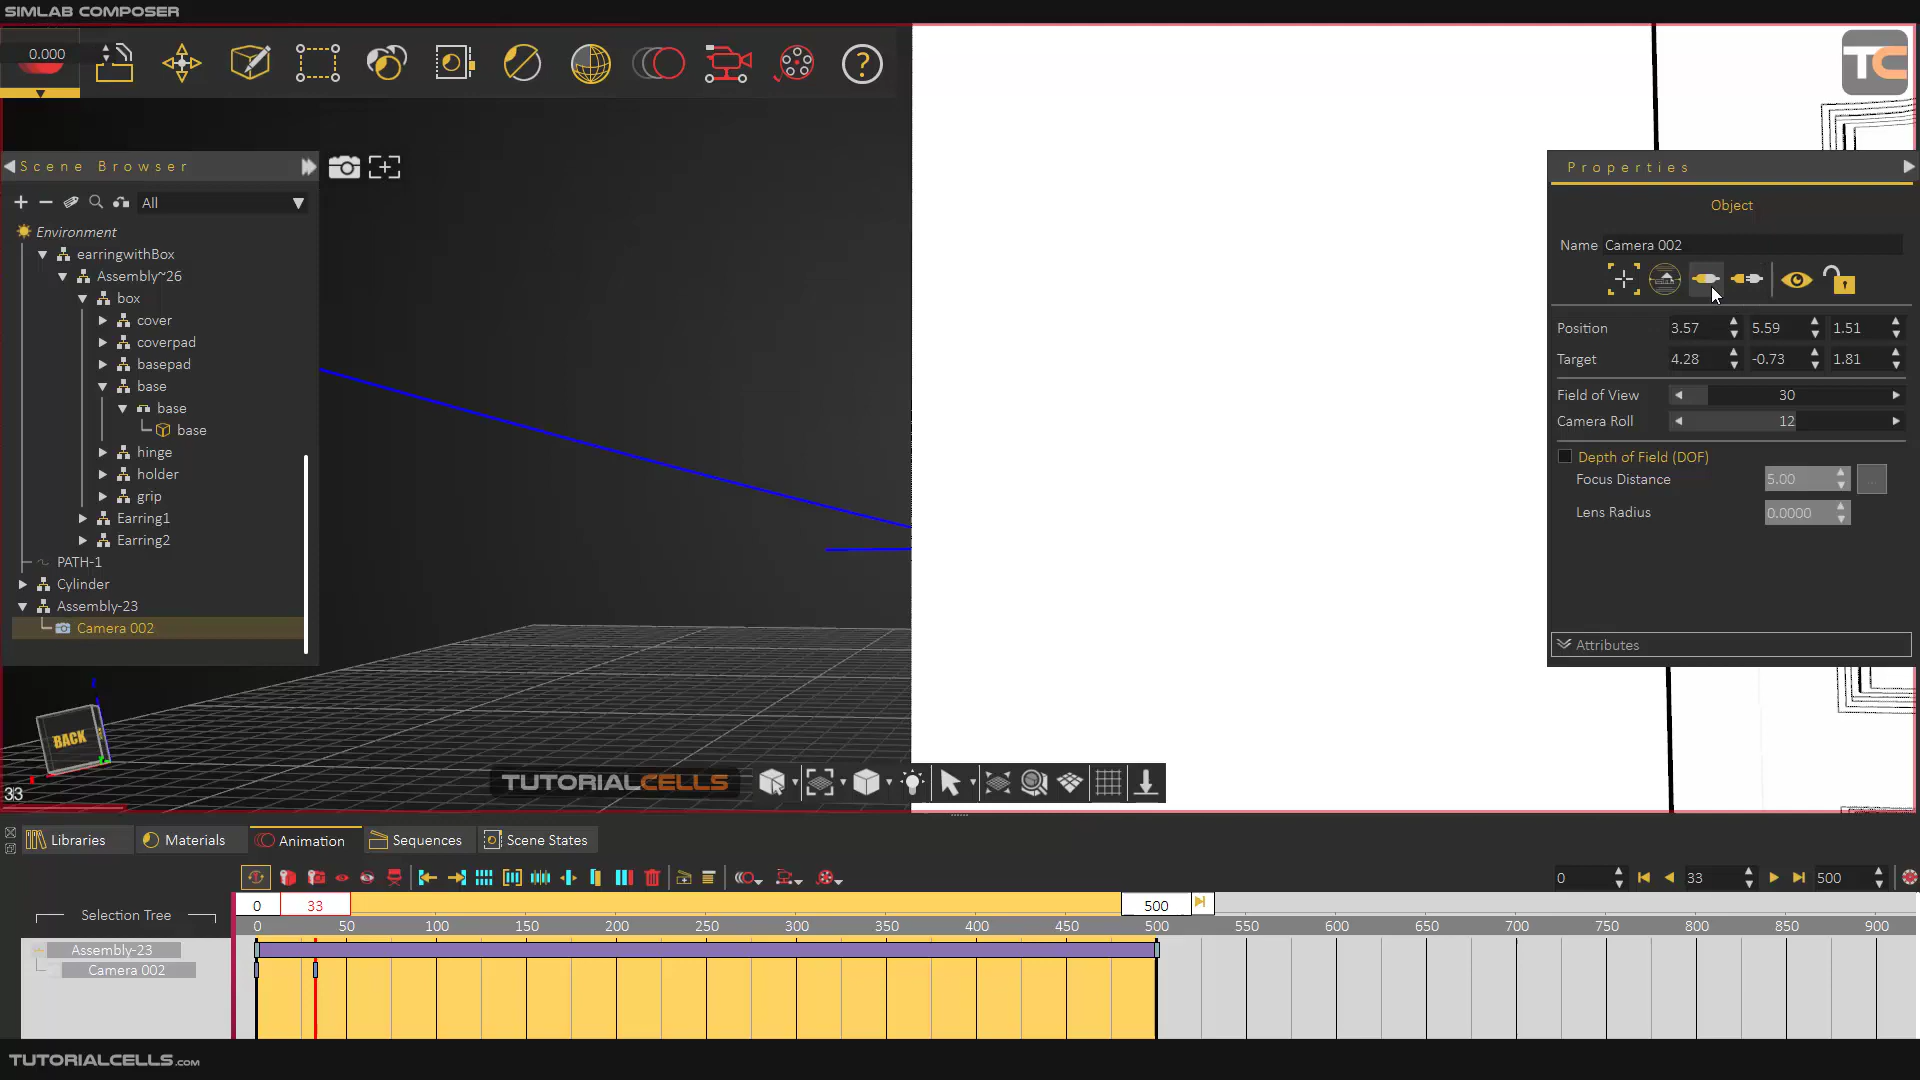 SIMLAB COMPOSER
0.000
?
TC
Scene Browser
All
Environment
earringwithBox
Assembly~26
box
cover
coverpad
basepad
base
base
base
hinge
holder
grip
Earring1
Earring2
PATH-1
Cylinder
Assembly-23
Camera 002
BACK
33
Properties
Object
Name Camera 002
Position 3.57 5.59 1.51
Target 4.28 -0.73 1.81
Field of View 30
Camera Roll 12
Depth of Field (DOF)
Focus Distance 5.00 ...
Lens Radius 0.0000
Attributes
TUTORIALCELLS
Libraries Materials Animation Sequences Scene States
0 33 500
0 33 500
Selection Tree
0 50 100 150 200 250 300 350 400 450 500 550 600 650 700 750 800 850 900
Assembly-23
Camera 002
TUTORIALCELLS.com